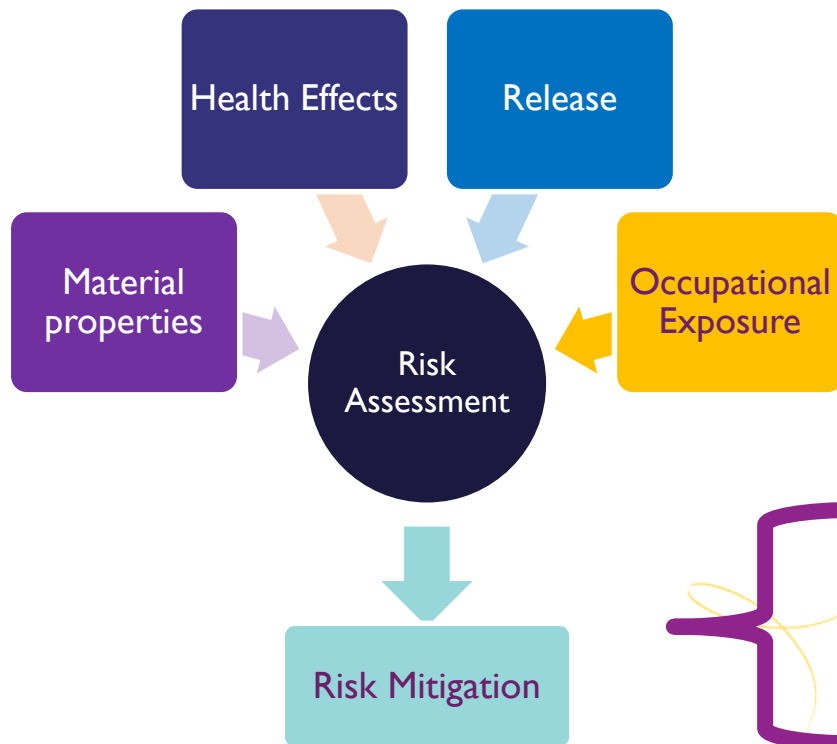 Health Effects
Release
Material
properties
Occupational
Exposure
Risk
Assessment
Risk Mitigation